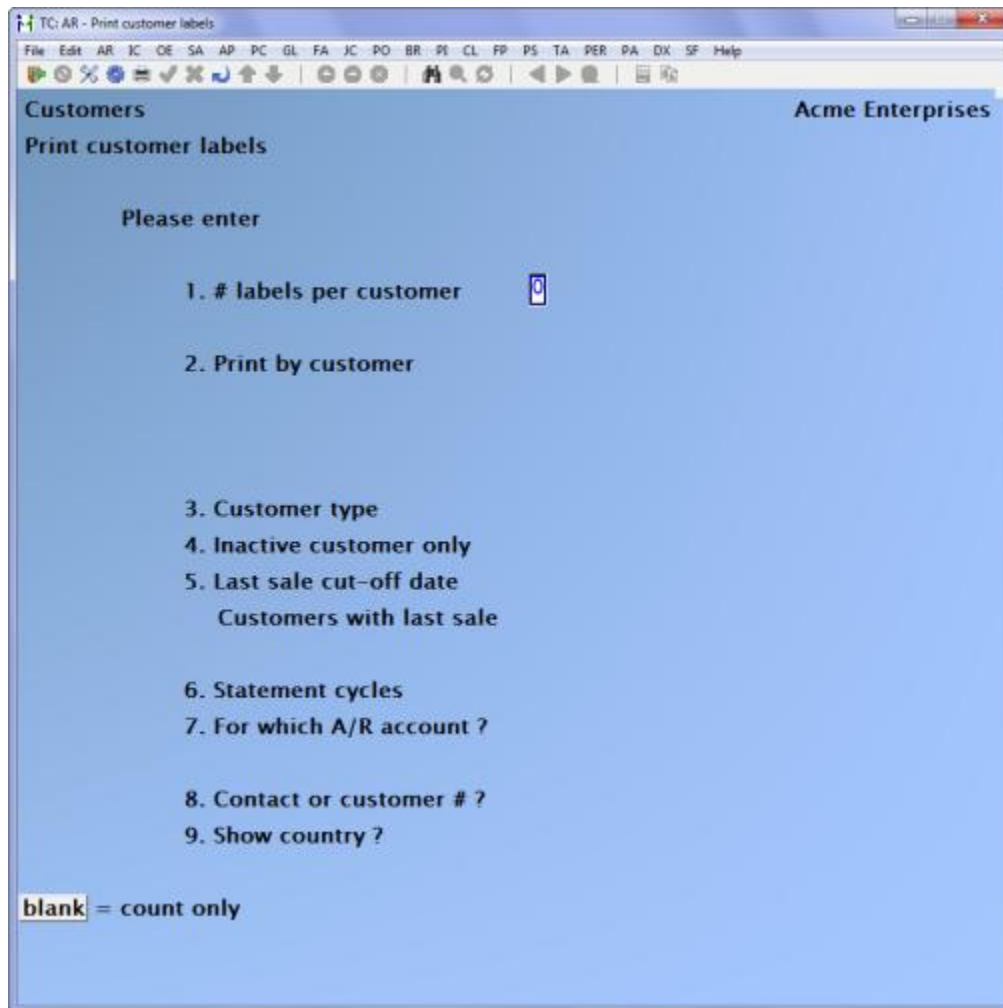 TC: AR - Print customer labels
File Edit AR IC OE SA AP PC GL FA JC PO BR PI CL FP PS TA PER PA DX SF Help
Customers Acme Enterprises
Print customer labels
Please enter
1. # labels per customer 0
2. Print by customer
3. Customer type
4. Inactive customer only
5. Last sale cut-off date
Customers with last sale
6. Statement cycles
7. For which A/R account ?
8. Contact or customer # ?
9. Show country ?
blank = count only